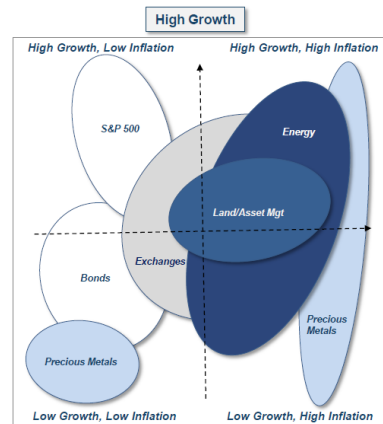 High Growth
High Growth, Low Inflation
High Growth, High Inflation
S&P 500
Energy
Land/Asset Mgt
Exchanges
Bonds
Precious
Metals
Precious Metals
Low Growth, Low Inflation
Low Growth, High Inflation